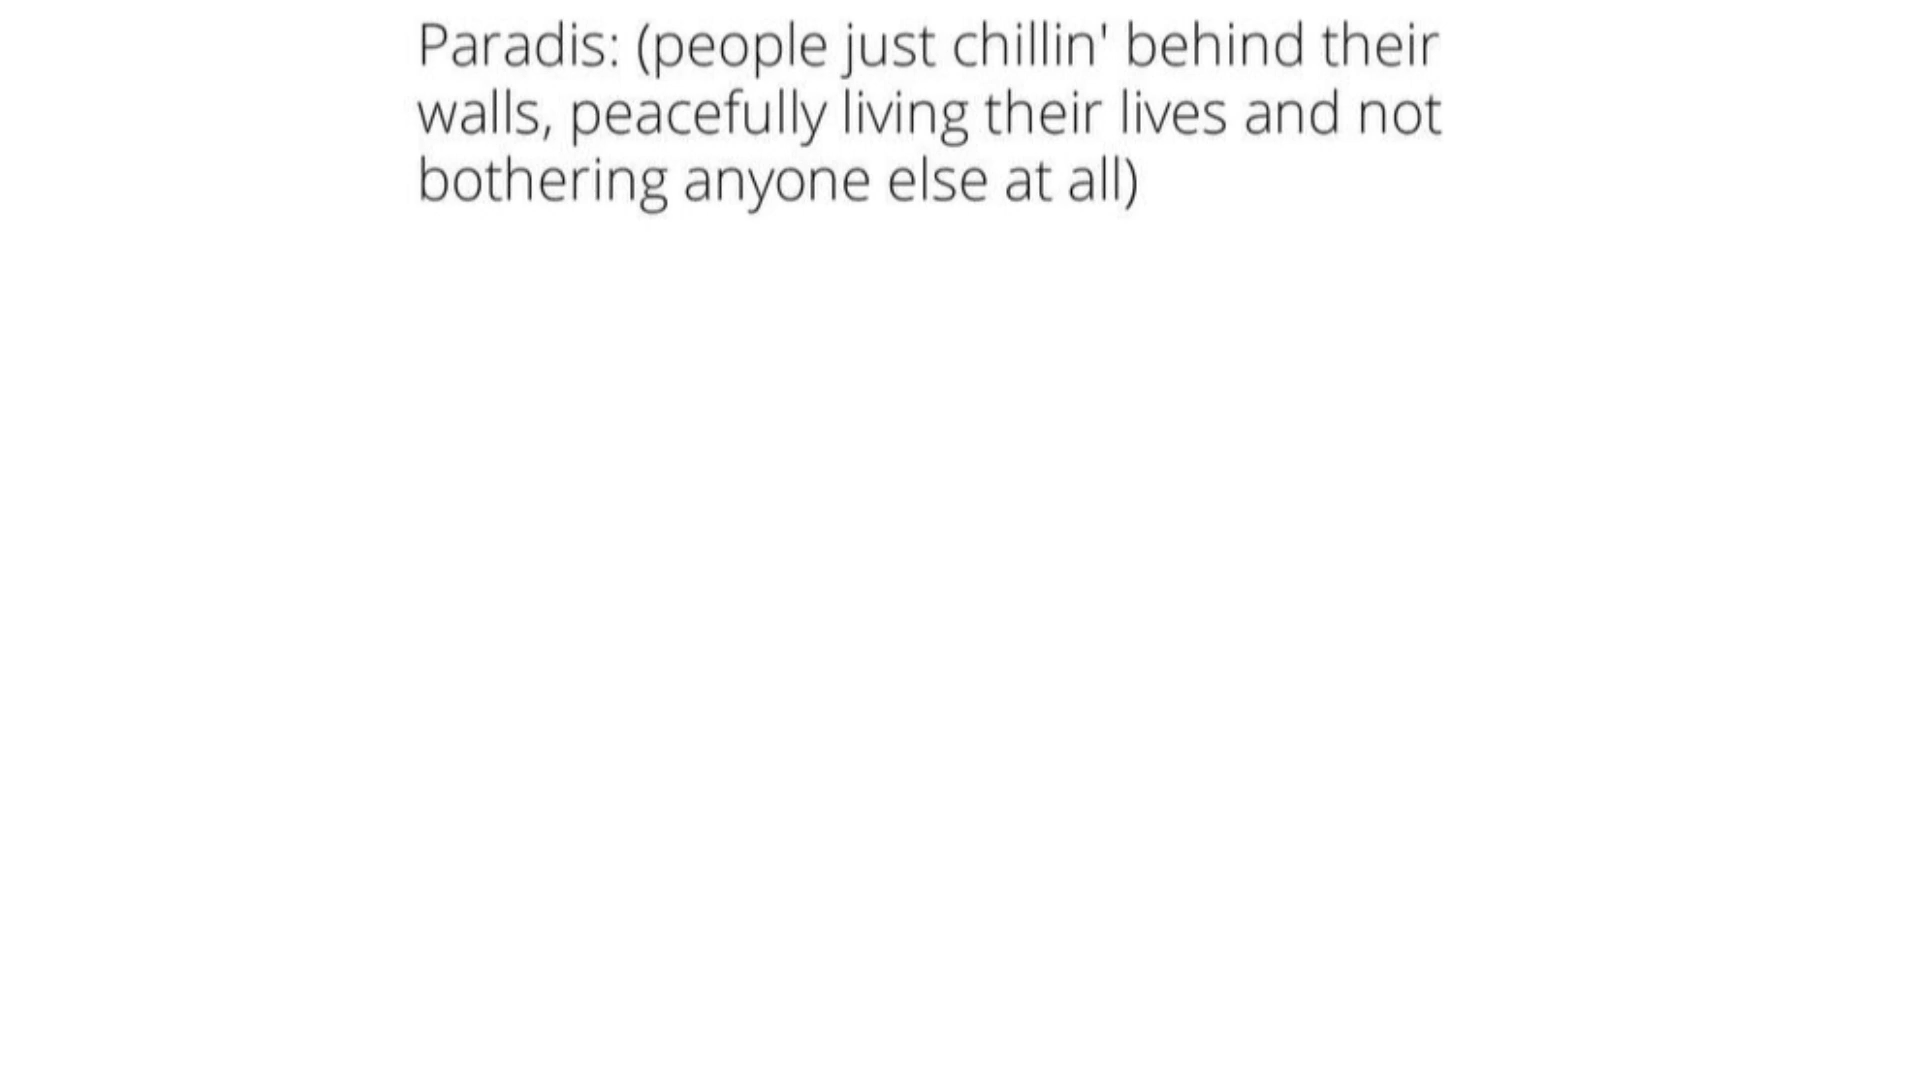 Paradis: (people just chillin' behind their
walls, peacefully living their lives and not
bothering anyone else at all)